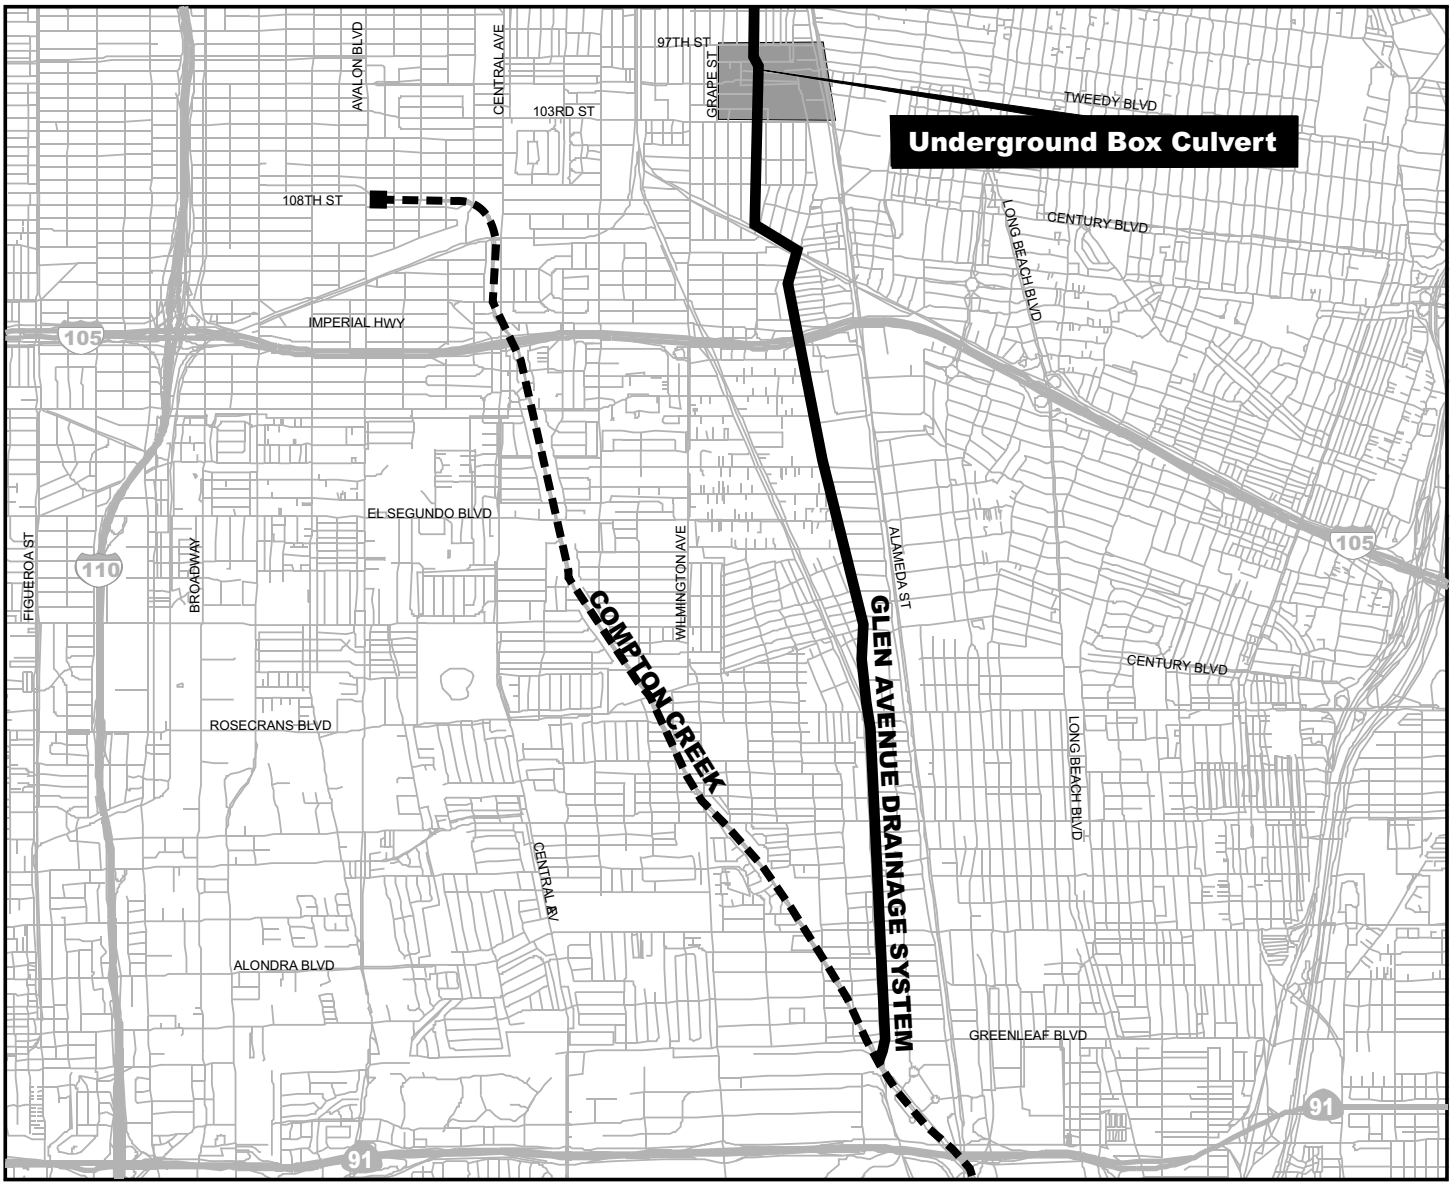 AVALON BLVD
CENTRAL AVE
97TH ST
GRAPE ST
103RD ST
TWEEDY BLVD
Underground Box Culvert
108TH ST
LONG BEACH BLVD
CENTURY BLVD
IMPERIAL HWY
105
EL SEGUNDO BLVD
FIGUEROA ST
110
BROADWAY
WILMINGTON AVE
ALAMEDA ST
105
COMPTON CREEK
GLEN AVENUE DRAINAGE SYSTEM
CENTURY BLVD
ROSECRANS BLVD
LONG BEACH BLVD
CENTRAL AV
ALONDRA BLVD
GREENLEAF BLVD
91
91